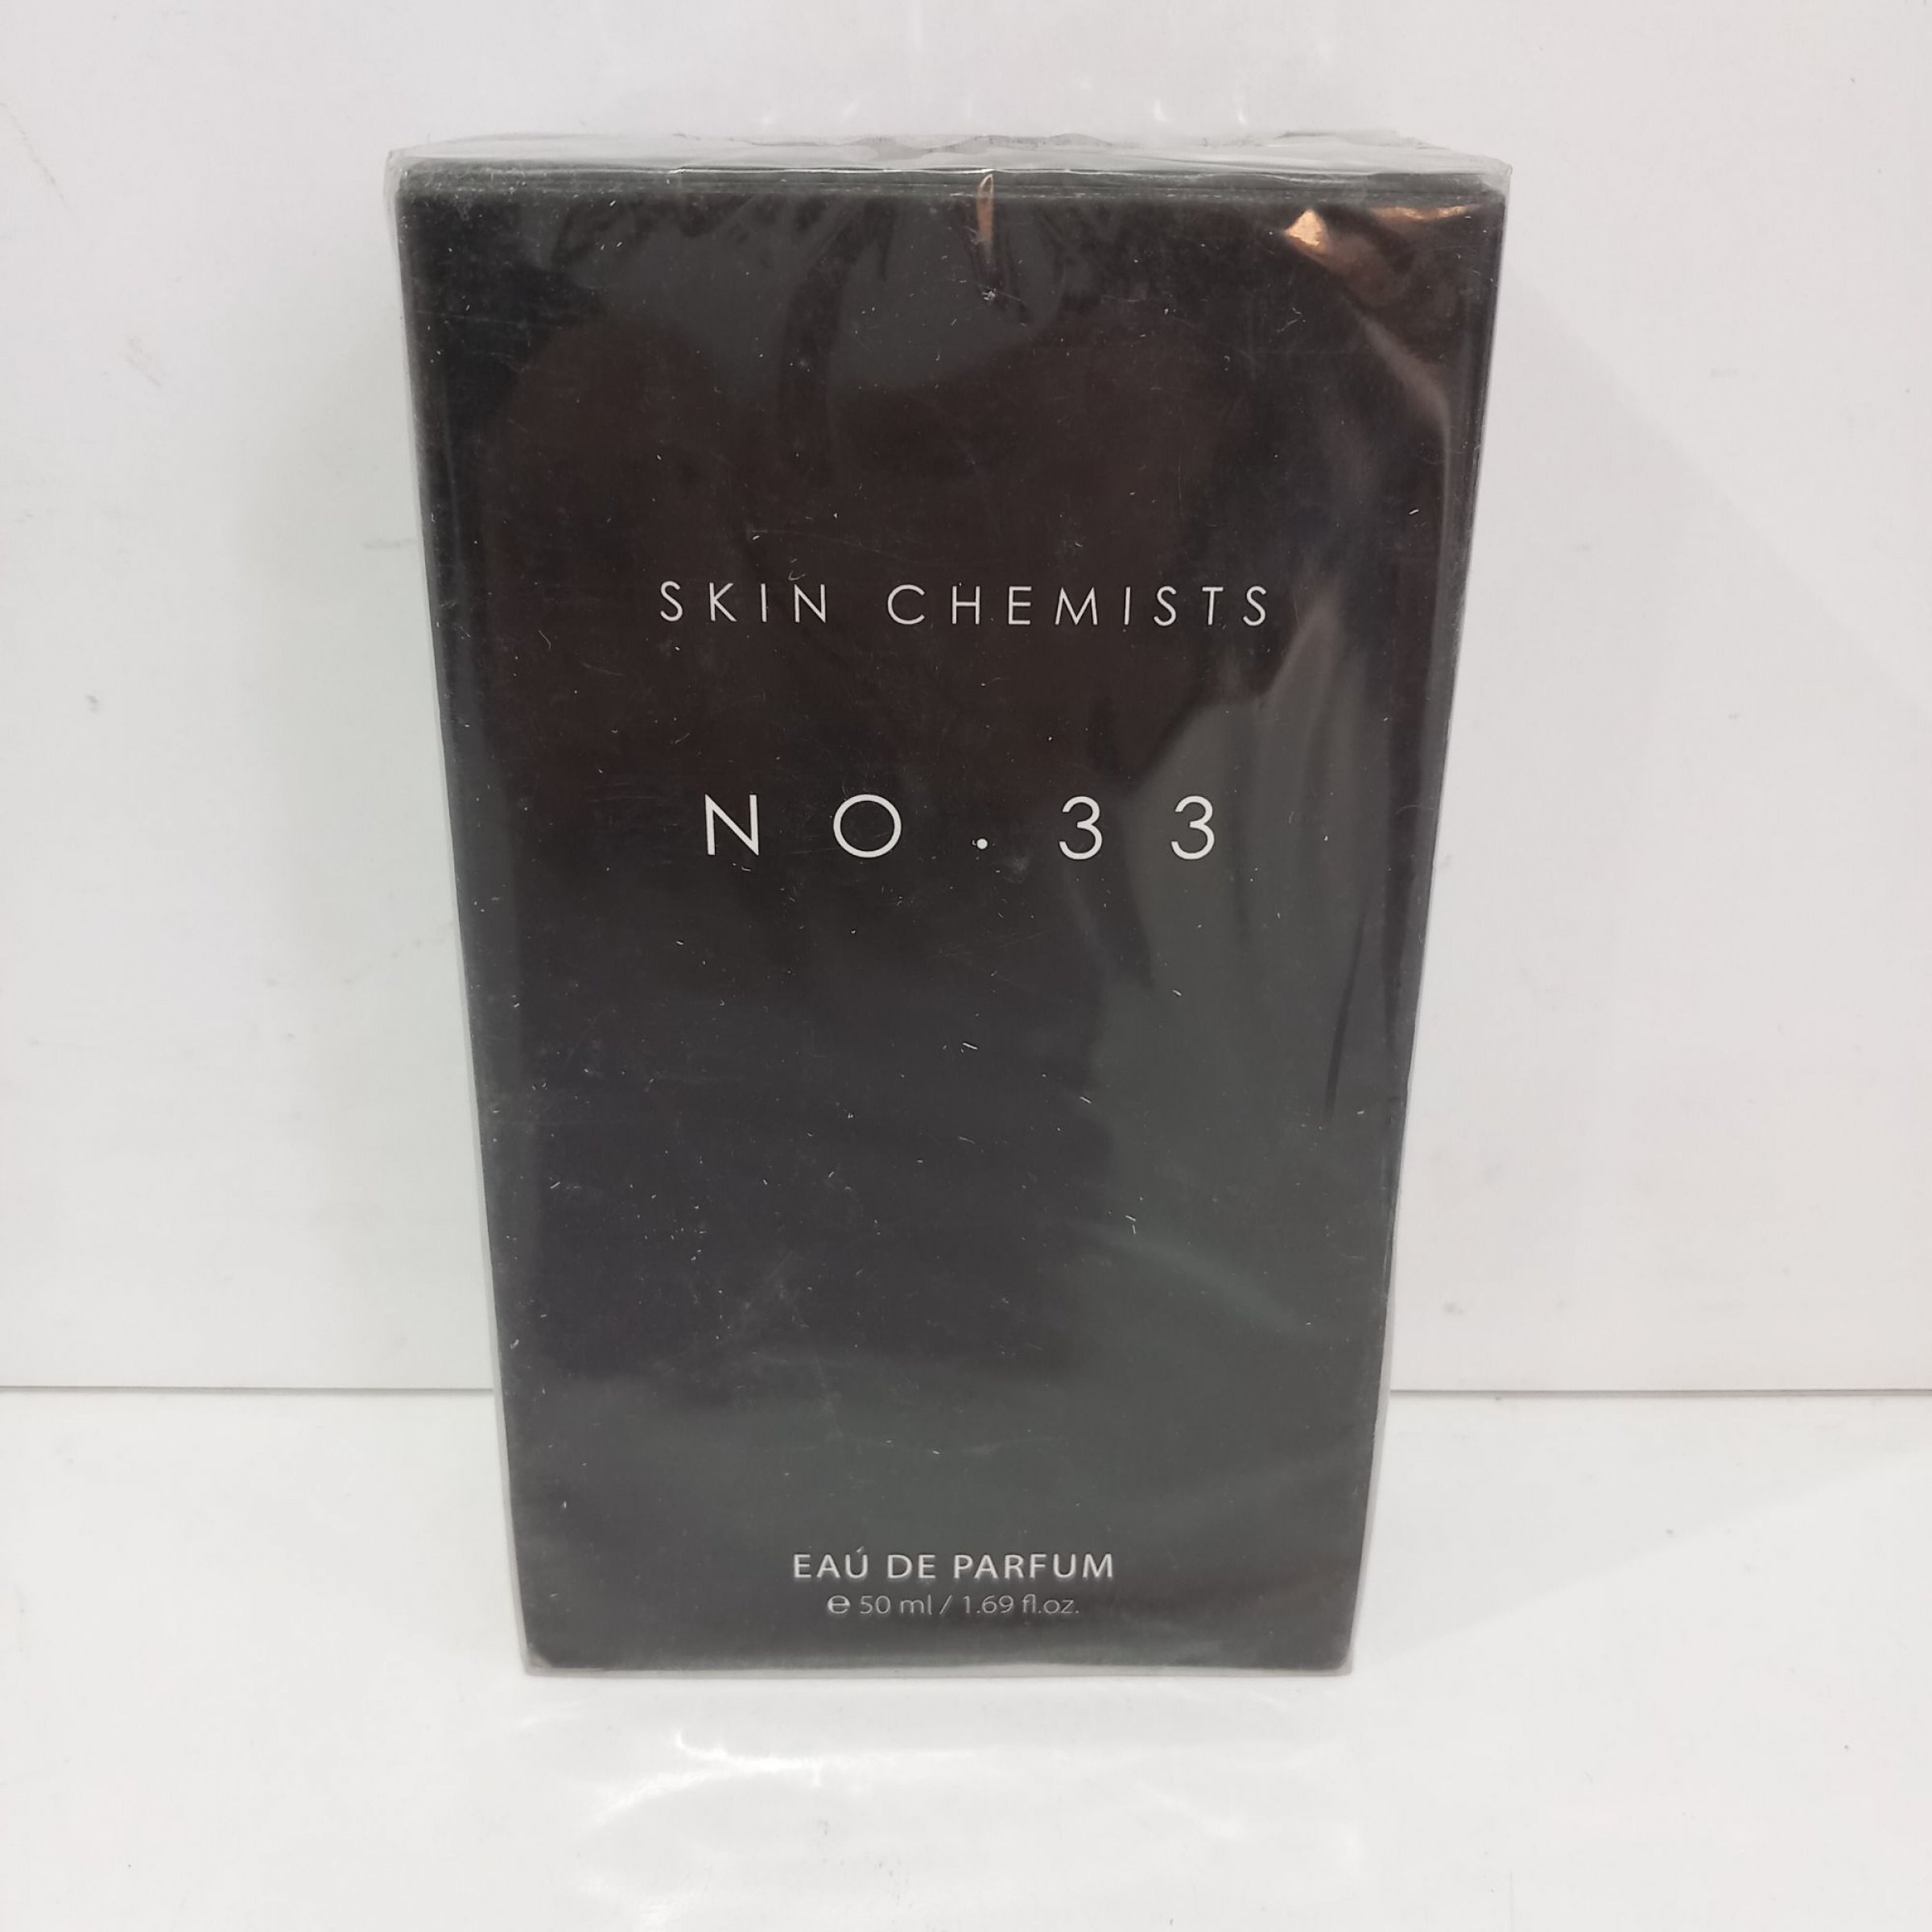 SKIN CHEMISTS
NO.33
EAÚ DE PARFUM
℮ 50 ml / 1.69 fl.oz.